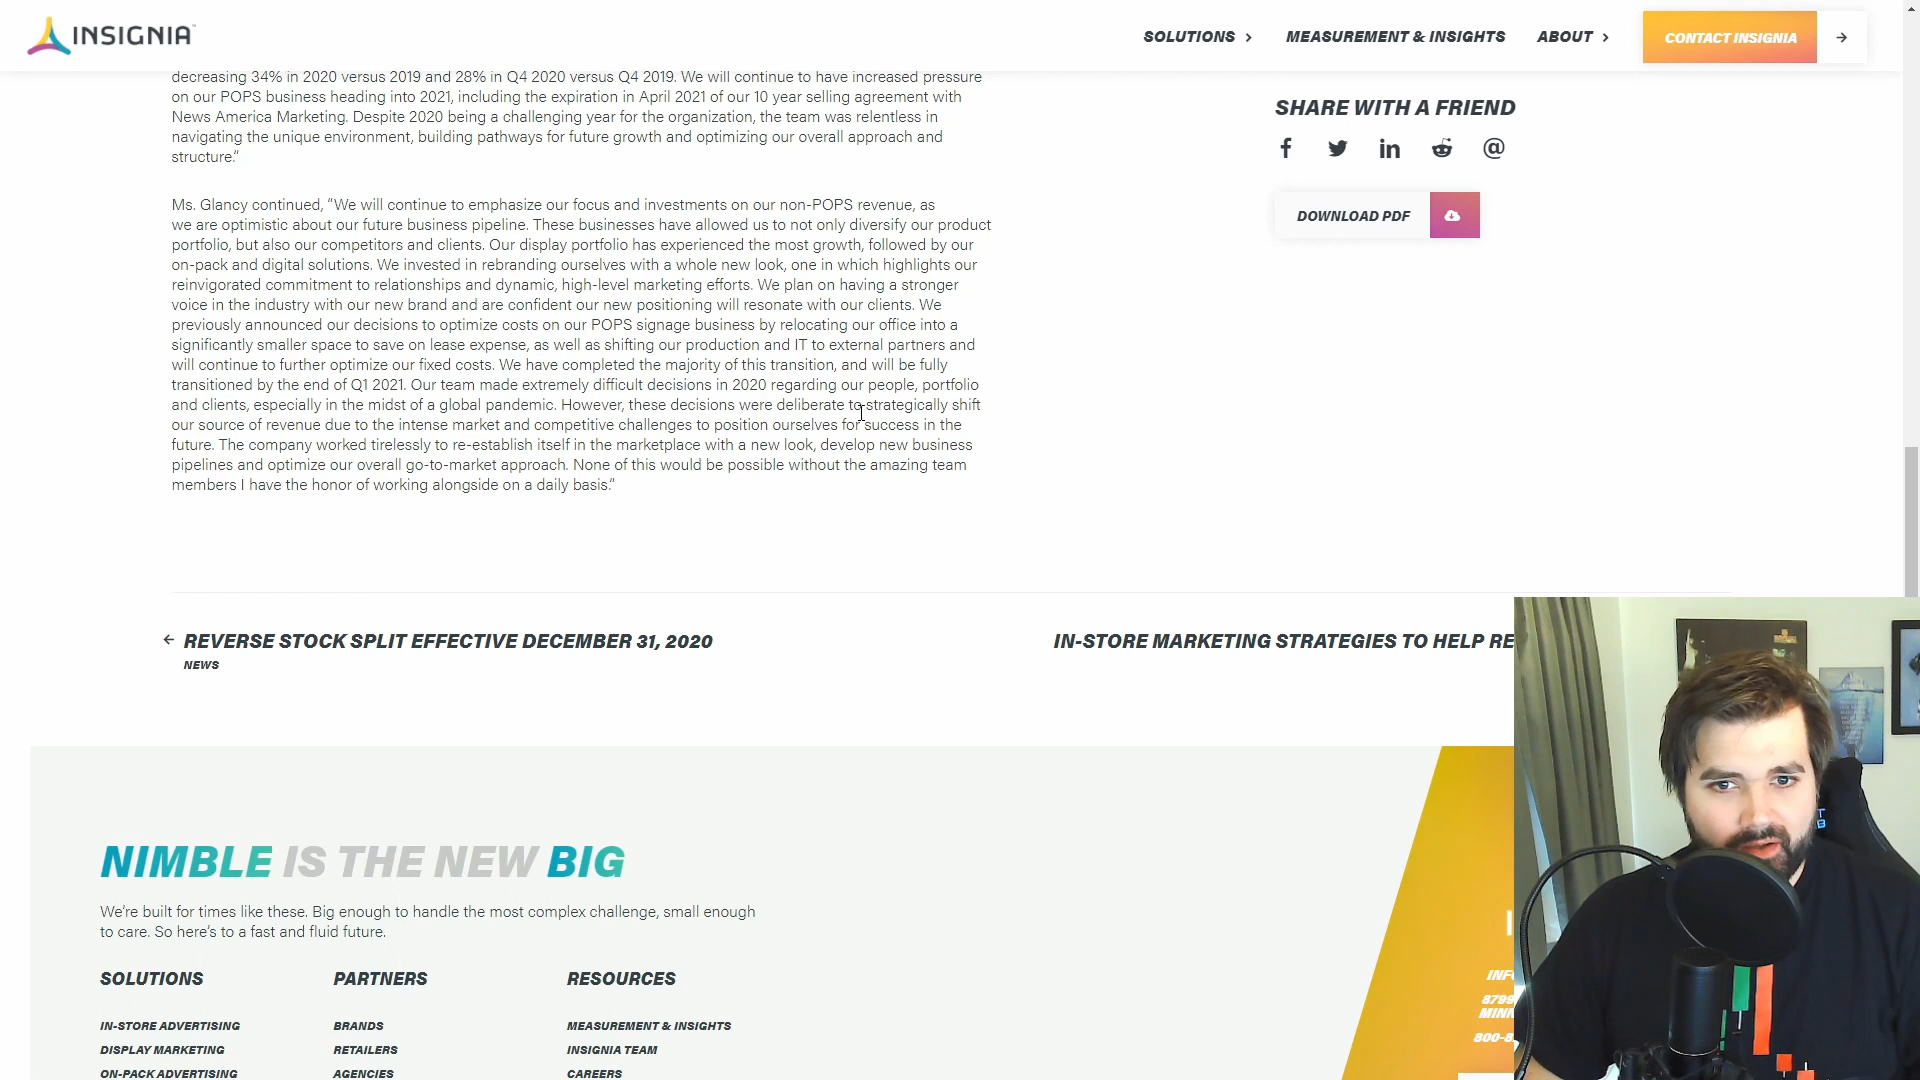 INSIGNIA
SOLUTIONS
MEASUREMENT & INSIGHTS
ABOUT
CONTACT INSIGNIA
decreasing 34% in 2020 versus 2019 and 28% in Q4 2020 versus Q4 2019. We will continue to have increased pressure
on our POPS business heading into 2021, including the expiration in April 2021 of our 10 year selling agreement with
News America Marketing. Despite 2020 being a challenging year for the organization, the team was relentless in
navigating the unique environment, building pathways for future growth and optimizing our overall approach and
structure.”
Ms. Glancy continued, “We will continue to emphasize our focus and investments on our non-POPS revenue, as
we are optimistic about our future business pipeline. These businesses have allowed us to not only diversify our product
portfolio, but also our competitors and clients. Our display portfolio has experienced the most growth, followed by our
on-pack and digital solutions. We invested in rebranding ourselves with a whole new look, one in which highlights our
reinvigorated commitment to relationships and dynamic, high-level marketing efforts. We plan on having a stronger
voice in the industry with our new brand and are confident our new positioning will resonate with our clients. We
previously announced our decisions to optimize costs on our POPS signage business by relocating our office into a
significantly smaller space to save on lease expense, as well as shifting our production and IT to external partners and
will continue to further optimize our fixed costs. We have completed the majority of this transition, and will be fully
transitioned by the end of Q1 2021. Our team made extremely difficult decisions in 2020 regarding our people, portfolio
and clients, especially in the midst of a global pandemic. However, these decisions were deliberate to strategically shift
our source of revenue due to the intense market and competitive challenges to position ourselves for success in the
future. The company worked tirelessly to re-establish itself in the marketplace with a new look, develop new business
pipelines and optimize our overall go-to-market approach. None of this would be possible without the amazing team
members I have the honor of working alongside on a daily basis.”
SHARE WITH A FRIEND
DOWNLOAD PDF
REVERSE STOCK SPLIT EFFECTIVE DECEMBER 31, 2020
NEWS
IN-STORE MARKETING STRATEGIES TO HELP RE
NIMBLE IS THE NEW BIG
We’re built for times like these. Big enough to handle the most complex challenge, small enough
to care. So here’s to a fast and fluid future.
SOLUTIONS
IN-STORE ADVERTISING
DISPLAY MARKETING
ON-PACK ADVERTISING
PARTNERS
BRANDS
RETAILERS
AGENCIES
RESOURCES
MEASUREMENT & INSIGHTS
INSIGNIA TEAM
CAREERS
8799
MINN
800-8